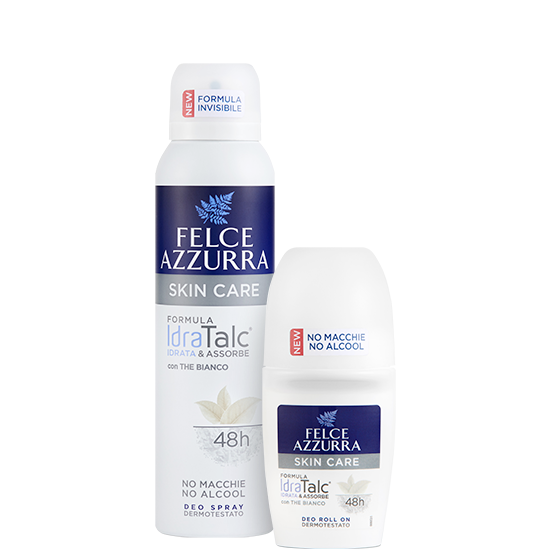 NEW
FORMULA
INVISIBILE
FELCE
AZZURRA
SKIN CARE
FORMULA
IdraTalc®
IDRATA & ASSORBE
con THE BIANCO
48h
NO MACCHIE
NO ALCOOL
DEO SPRAY
DERMOTESTATO
NEW
NO MACCHIE
NO ALCOOL
FELCE
AZZURRA
SKIN CARE
FORMULA
IdraTalc®
IDRATA & ASSORBE
con THE BIANCO
48h
DEO ROLL ON
DERMOTESTATO